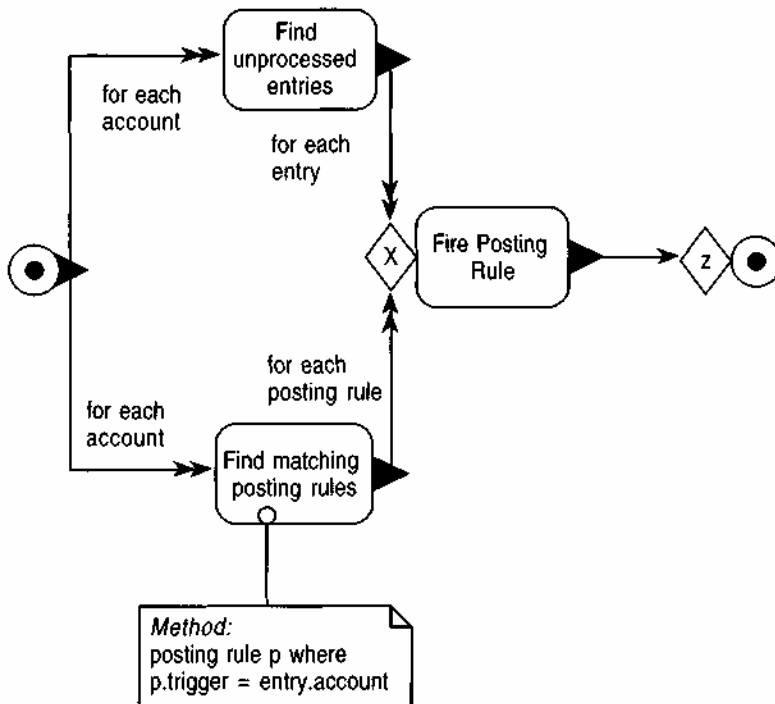 Find
unprocessed
entries
for each
account
for each
entry
X
Fire Posting
Rule
z
for each
posting rule
for each
account
Find matching
posting rules
Method:
posting rule p where
p.trigger = entry.account